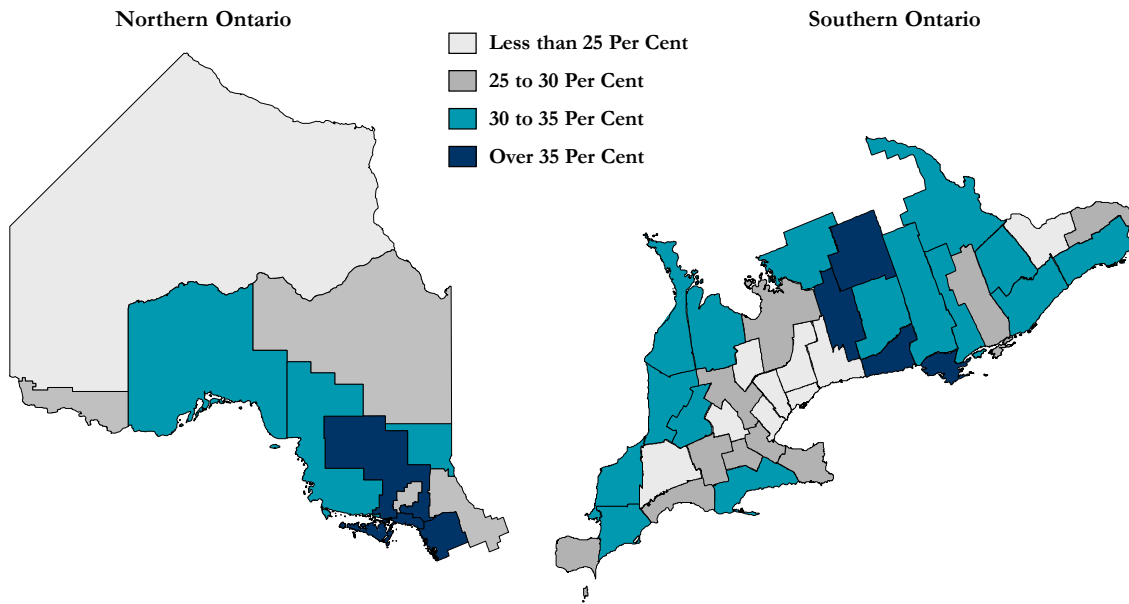 Northern Ontario
Southern Ontario
Less than 25 Per Cent
25 to 30 Per Cent
30 to 35 Per Cent
Over 35 Per Cent